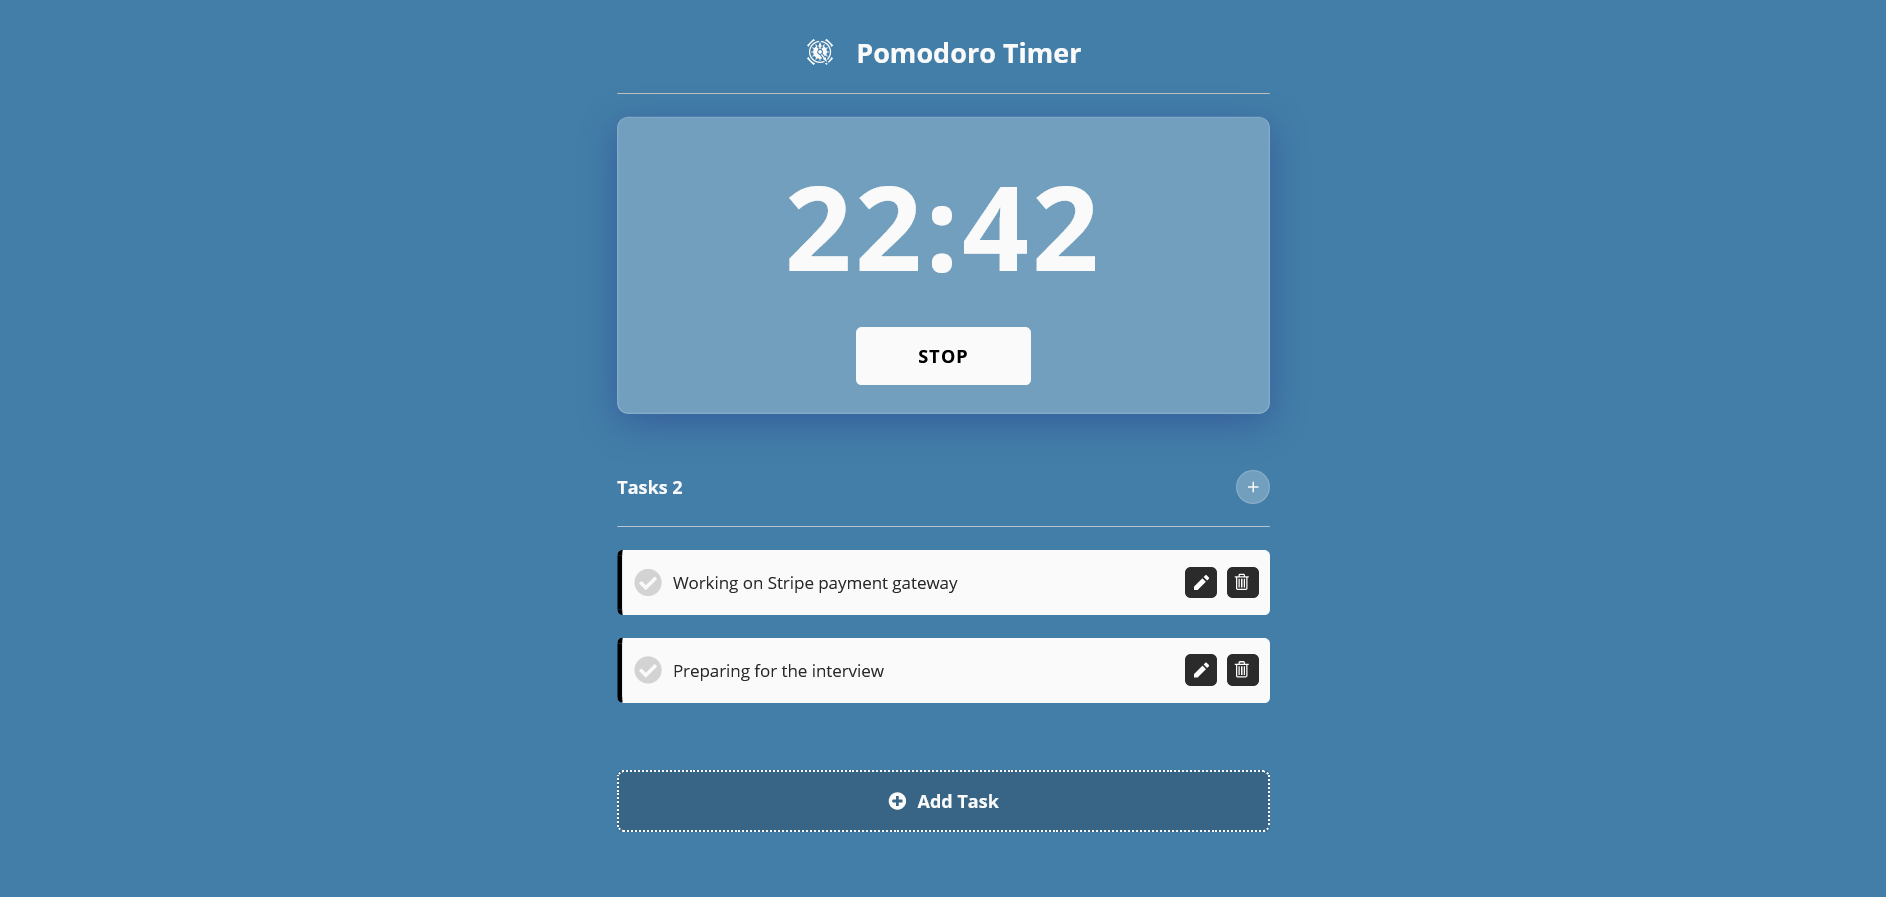 Pomodoro Timer
22:42
STOP
Tasks 2
Working on Stripe payment gateway
Preparing for the interview
Add Task